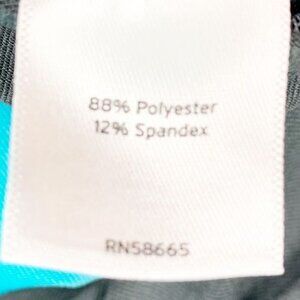 88% Polyester
12% Spandex
RN58665